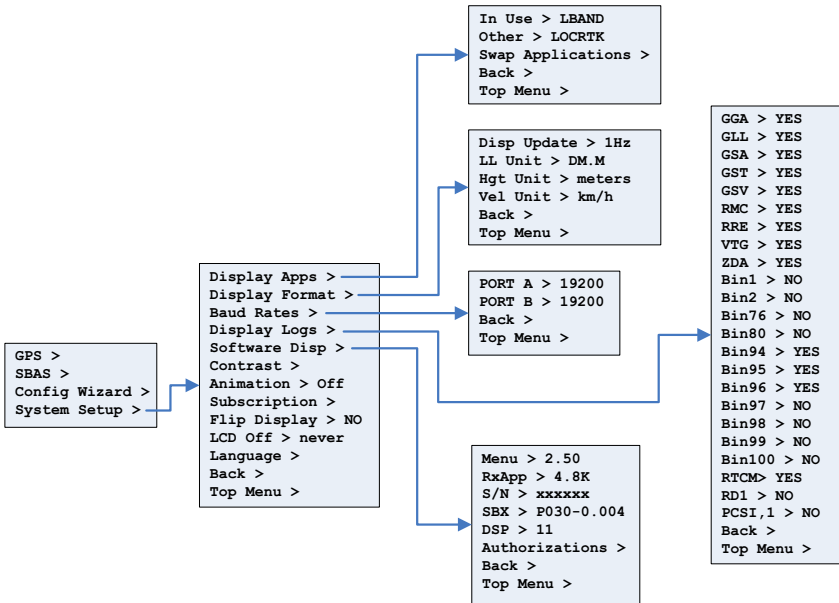 GPS >
SBAS >
Config Wizard >
System Setup >
Display Apps >
Display Format >
Baud Rates >
Display Logs >
Software Disp >
Contrast >
Animation > Off
Subscription >
Flip Display > NO
LCD Off > never
Language >
Back >
Top Menu >
In Use > LBAND
Other > LOCRTK
Swap Applications >
Back >
Top Menu >
Disp Update > 1Hz
LL Unit > DM.M
Hgt Unit > meters
Vel Unit > km/h
Back >
Top Menu >
PORT A > 19200
PORT B > 19200
Back >
Top Menu >
Menu > 2.50
RxApp > 4.8K
S/N > xxxxxx
SBX > P030-0.004
DSP > 11
Authorizations >
Back >
Top Menu >
GGA > YES
GLL > YES
GSA > YES
GST > YES
GSV > YES
RMC > YES
RRE > YES
VTG > YES
ZDA > YES
Bin1 > NO
Bin2 > NO
Bin76 > NO
Bin80 > NO
Bin94 > YES
Bin95 > YES
Bin96 > YES
Bin97 > NO
Bin98 > NO
Bin99 > NO
Bin100 > NO
RTCM> YES
RD1 > NO
PCSI,1 > NO
Back >
Top Menu >